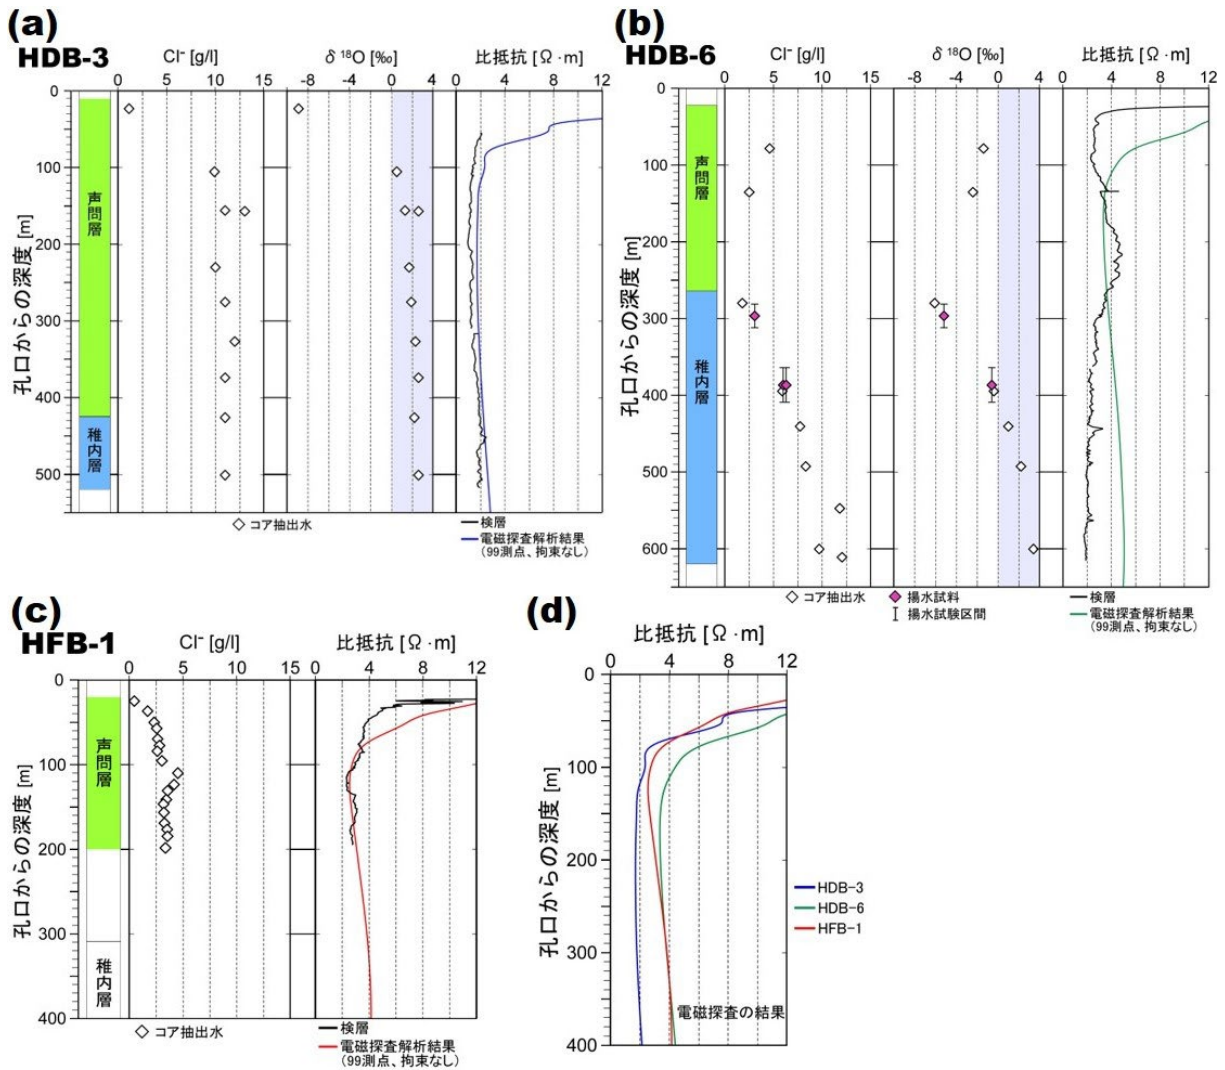 (a)
HDB-3
Cl⁻ [g/l]
δ ¹⁸O [‰]
比抵抗 [Ω・m]
0 5 10 15
-8 -4 0 4
0 4 8 12
0
100
200
300
400
500
孔口からの深度 [m]
声問層
稚内層
コア抽出水
検層
電磁探査解析結果
(99測点、拘束なし)
(b)
HDB-6
Cl⁻ [g/l]
δ ¹⁸O [‰]
比抵抗 [Ω・m]
0 5 10 15
-8 -4 0 4
0 4 8 12
0
100
200
300
400
500
600
孔口からの深度 [m]
声問層
稚内層
コア抽出水
揚水試料
揚水試験区間
検層
電磁探査解析結果
(99測点、拘束なし)
(c)
HFB-1
Cl⁻ [g/l]
比抵抗 [Ω・m]
0 5 10 15
0 4 8 12
0
100
200
300
400
孔口からの深度 [m]
声問層
稚内層
コア抽出水
検層
電磁探査解析結果
(99測点、拘束なし)
(d)
比抵抗 [Ω・m]
0 4 8 12
0
100
200
300
400
孔口からの深度 [m]
電磁探査の結果
HDB-3
HDB-6
HFB-1